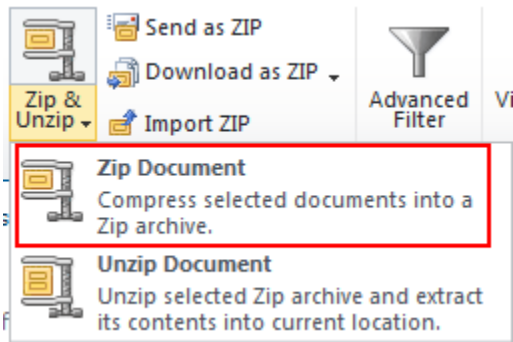 Send as ZIP
Download as ZIP
Zip &
Unzip
Import ZIP
Advanced
Filter
Zip Document
Compress selected documents into a
Zip archive.
Unzip Document
Unzip selected Zip archive and extract
its contents into current location.